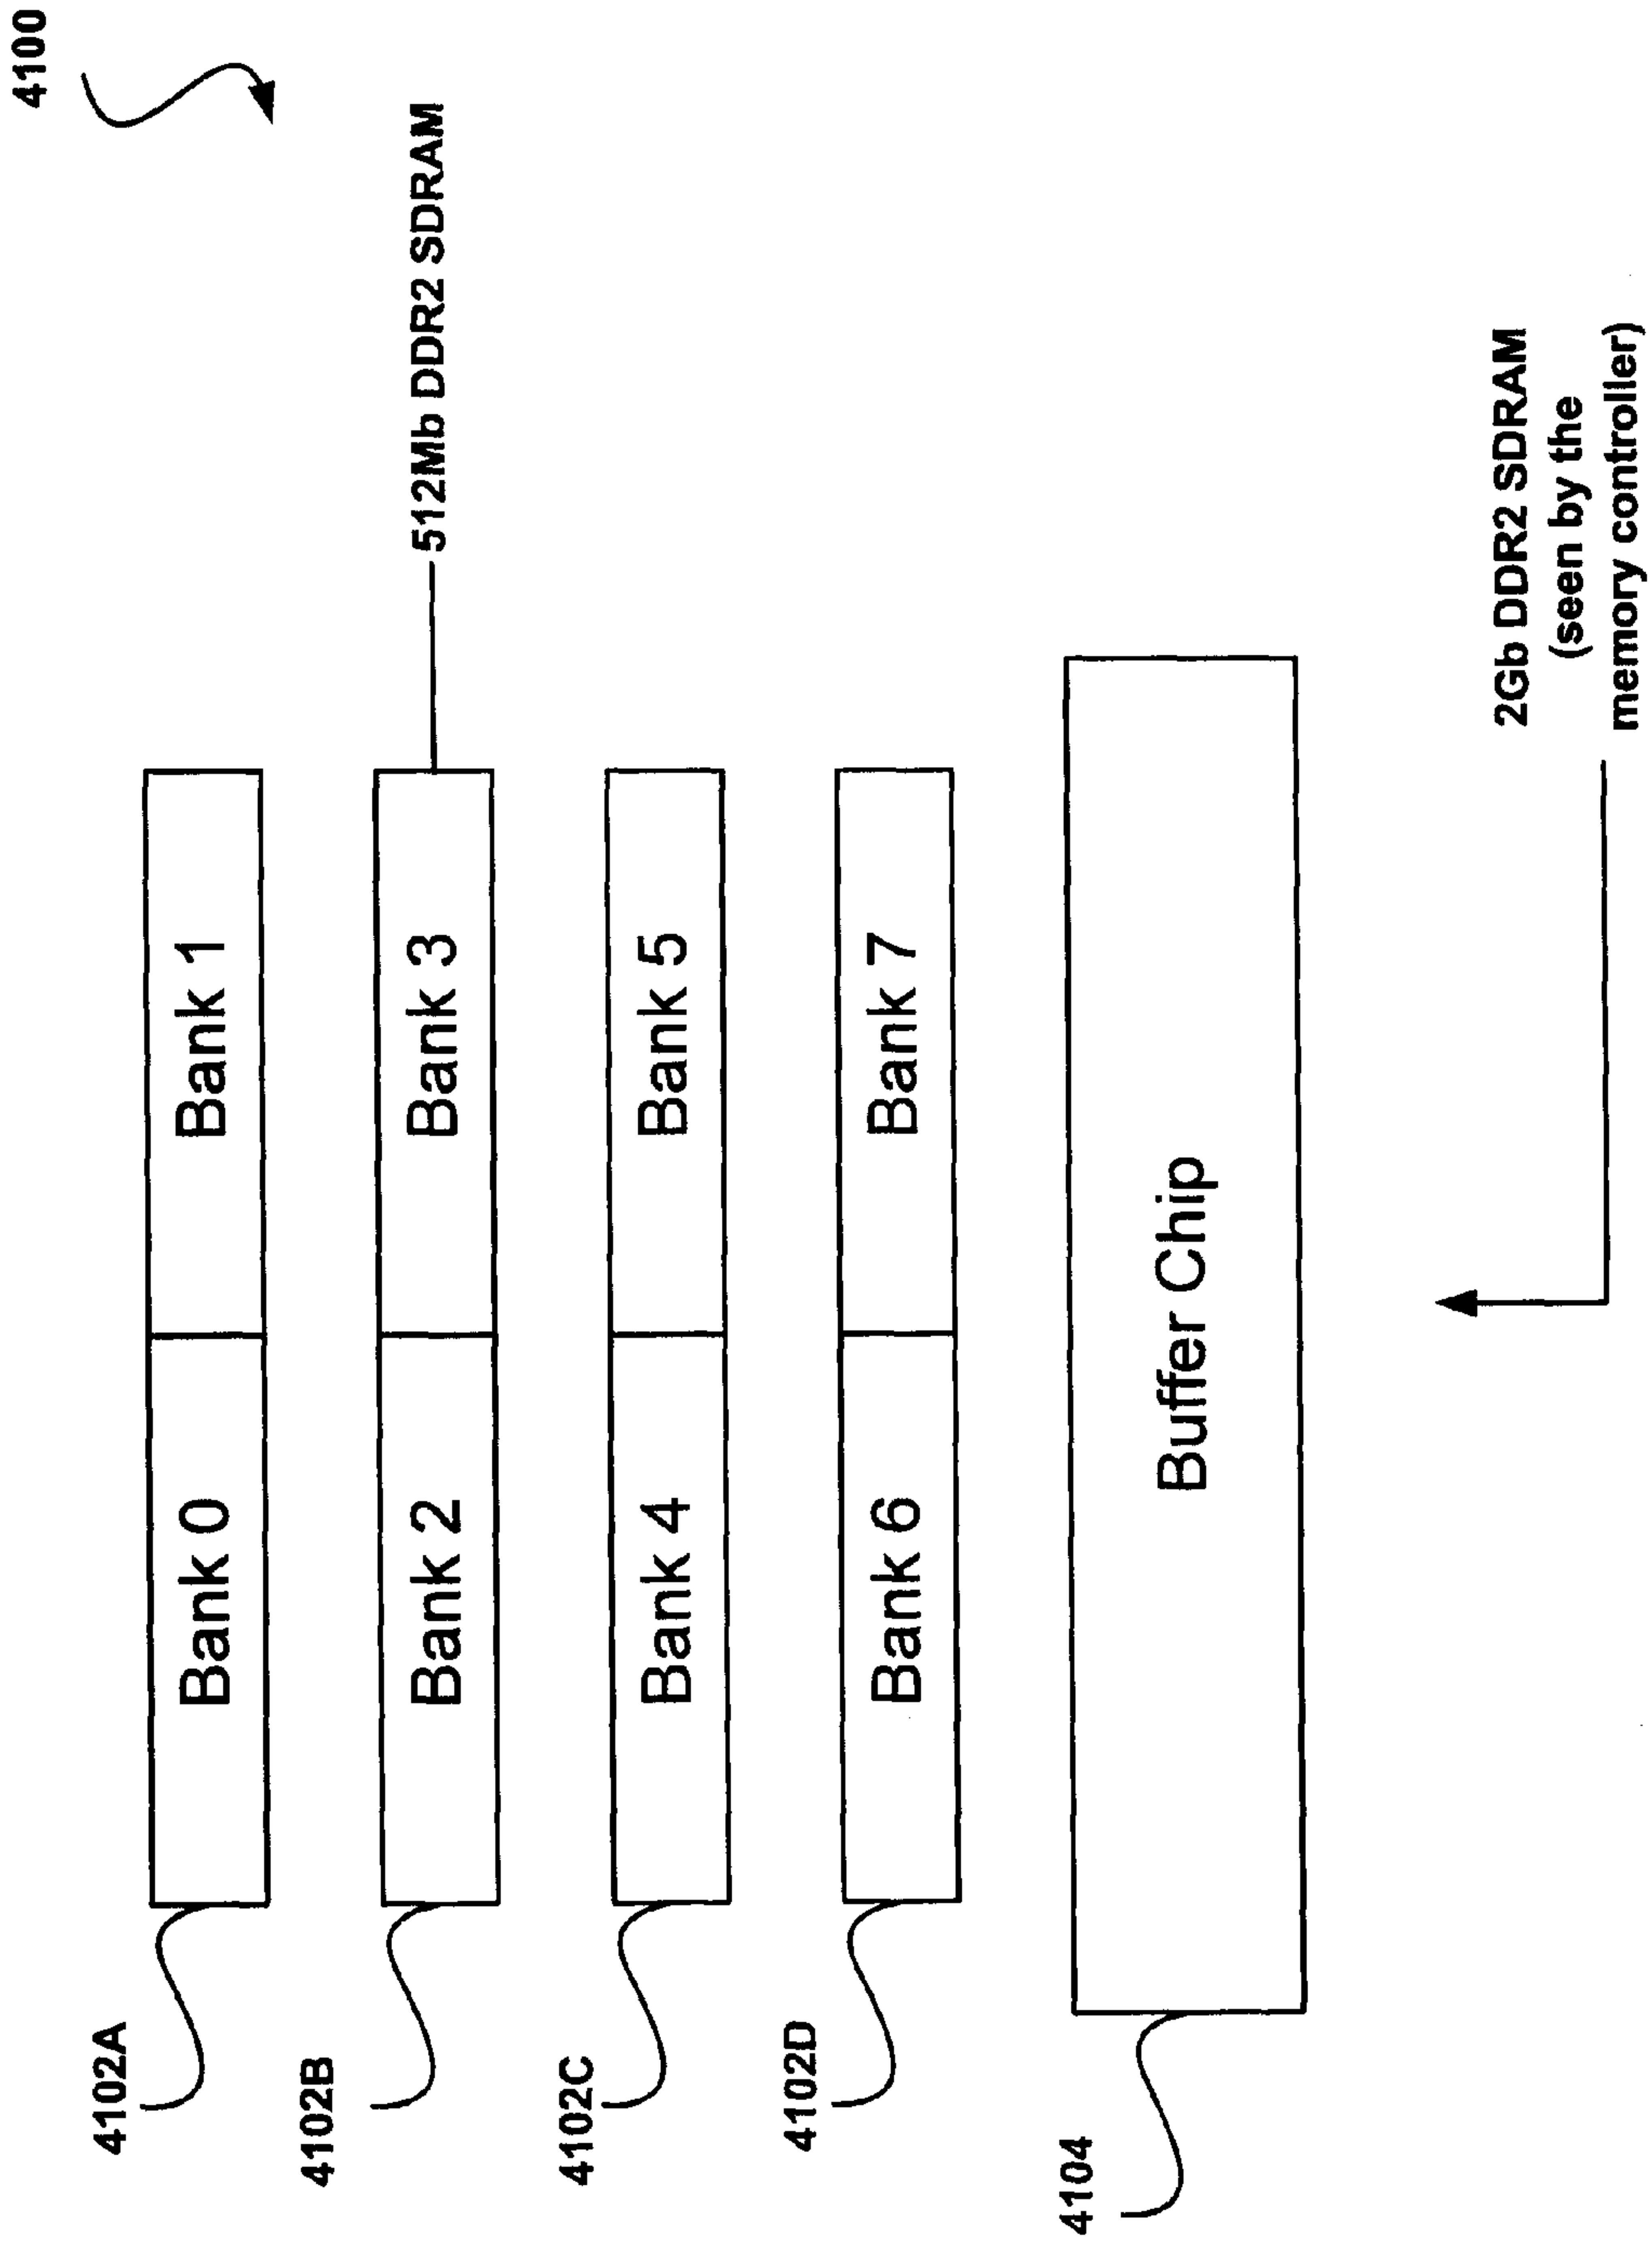 4100
4102A
Bank 0
Bank 1
4102B
Bank 2
Bank 3
512Mb DDR2 SDRAM
4102C
Bank 4
Bank 5
4102D
Bank 6
Bank 7
4104
Buffer Chip
2Gb DDR2 SDRAM
(seen by the
memory controller)